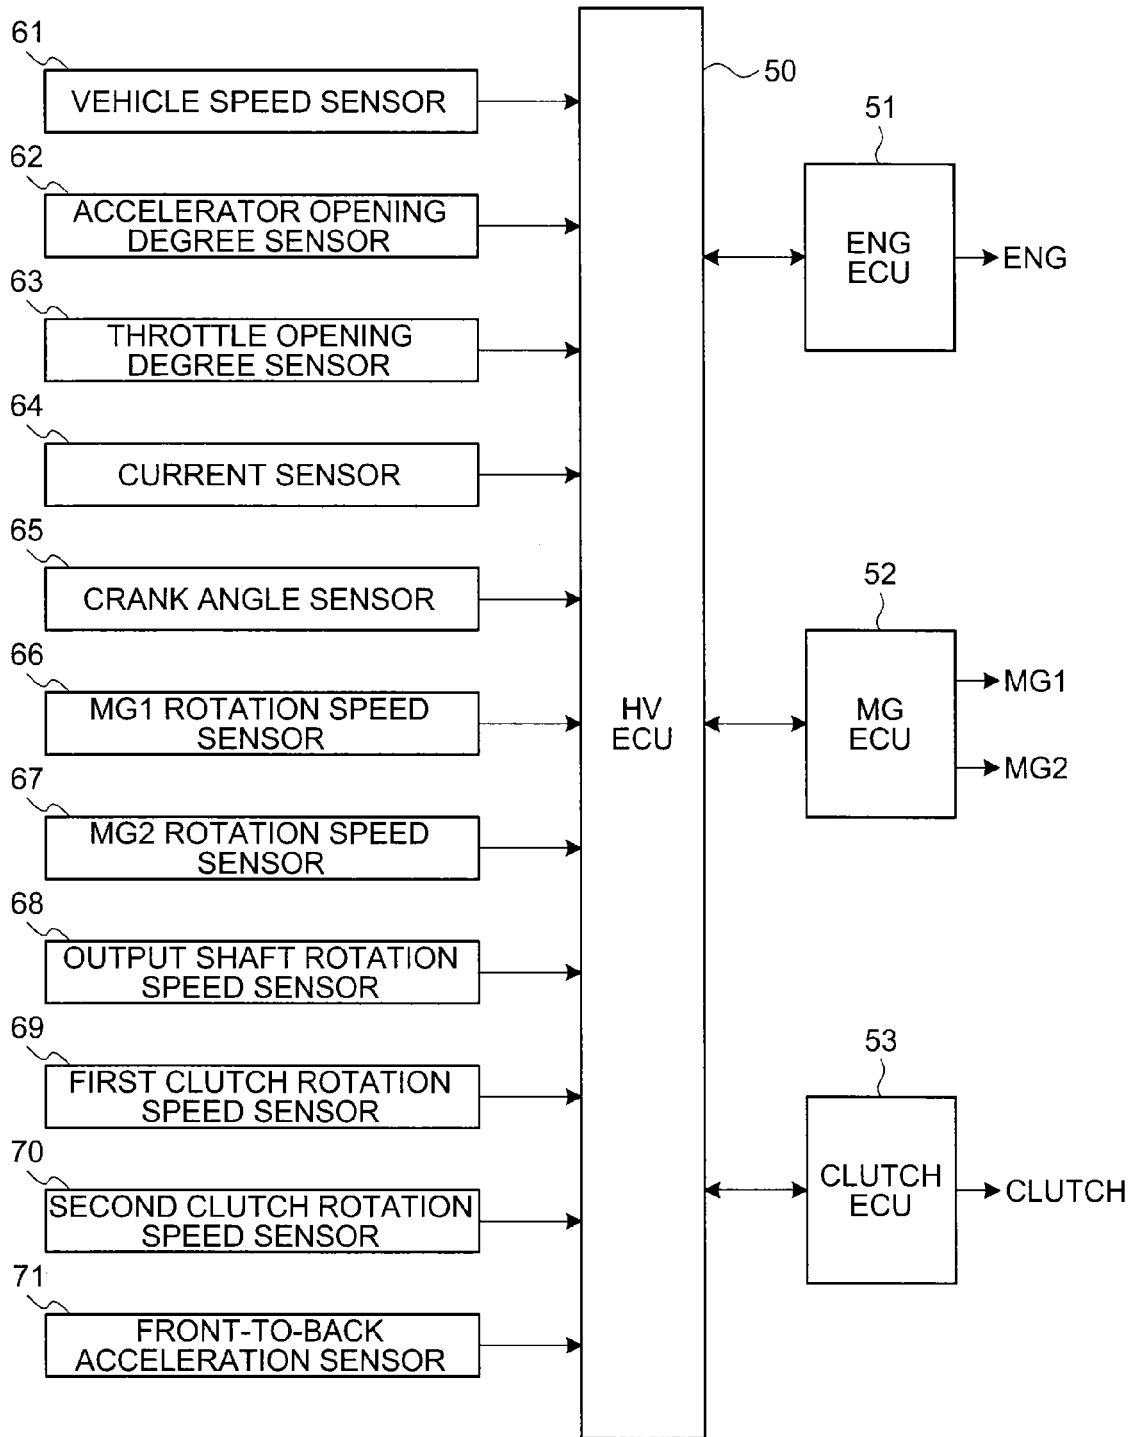 61
VEHICLE SPEED SENSOR
62
ACCELERATOR OPENING
DEGREE SENSOR
63
THROTTLE OPENING
DEGREE SENSOR
64
CURRENT SENSOR
65
CRANK ANGLE SENSOR
66
MG1 ROTATION SPEED
SENSOR
67
MG2 ROTATION SPEED
SENSOR
68
OUTPUT SHAFT ROTATION
SPEED SENSOR
69
FIRST CLUTCH ROTATION
SPEED SENSOR
70
SECOND CLUTCH ROTATION
SPEED SENSOR
71
FRONT-TO-BACK
ACCELERATION SENSOR
50
HV
ECU
51
ENG
ECU
ENG
52
MG
ECU
MG1
MG2
53
CLUTCH
ECU
CLUTCH